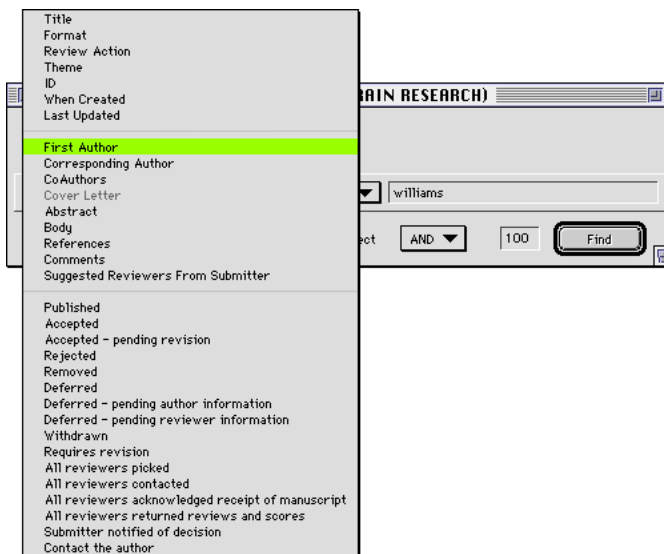 Title
Format
Review Action
Theme
ID
When Created
Last Updated
First Author
Corresponding Author
CoAuthors
Cover Letter
Abstract
Body
References
Comments
Suggested Reviewers From Submitter
Published
Accepted
Accepted - pending revision
Rejected
Removed
Deferred
Deferred - pending author information
Deferred - pending reviewer information
Withdrawn
Requires revision
All reviewers picked
All reviewers contacted
All reviewers acknowledged receipt of manuscript
All reviewers returned reviews and scores
Submitter notified of decision
Contact the author
RESEARCH)
williams
AND
100
Find